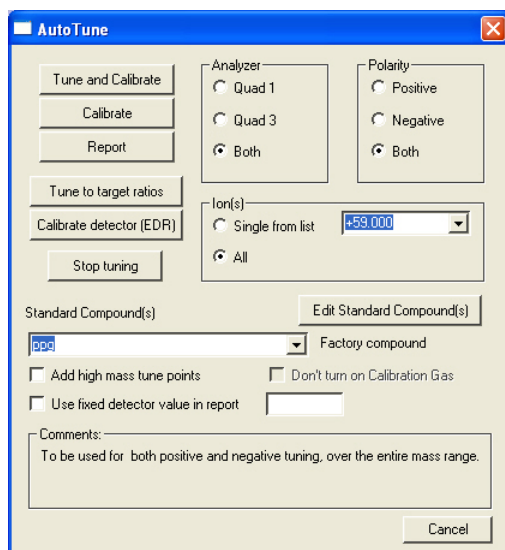 AutoTune
Tune and Calibrate
Calibrate
Report
Tune to target ratios
Calibrate detector (EDR)
Stop tuning
Analyzer
Quad 1
Quad 3
Both
Polarity
Positive
Negative
Both
Ion(s)
Single from list
+59.000
All
Standard Compound(s)
Edit Standard Compound(s)
ppg
Factory compound
Add high mass tune points
Don't turn on Calibration Gas
Use fixed detector value in report
Comments:
To be used for both positive and negative tuning, over the entire mass range.
Cancel